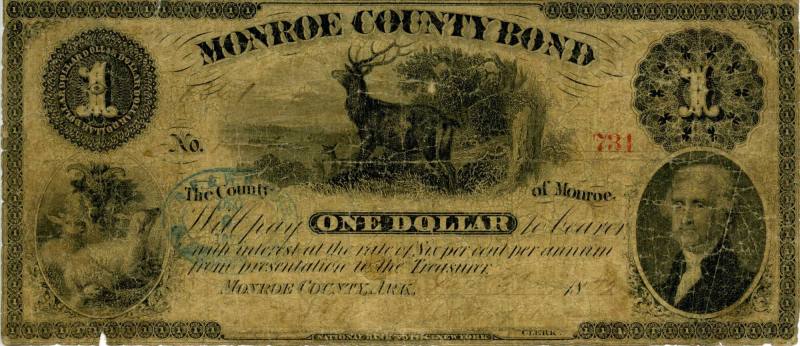 MONROE COUNTY BOND
1
1
No.
731
The County of Monroe.
Will pay ONE DOLLAR to bearer
with interest at the rate of Six per cent per annum
from presentation to the Treasurer
MONROE COUNTY, ARK. 18
CLERK
NATIONAL BANK NOTE NEW YORK